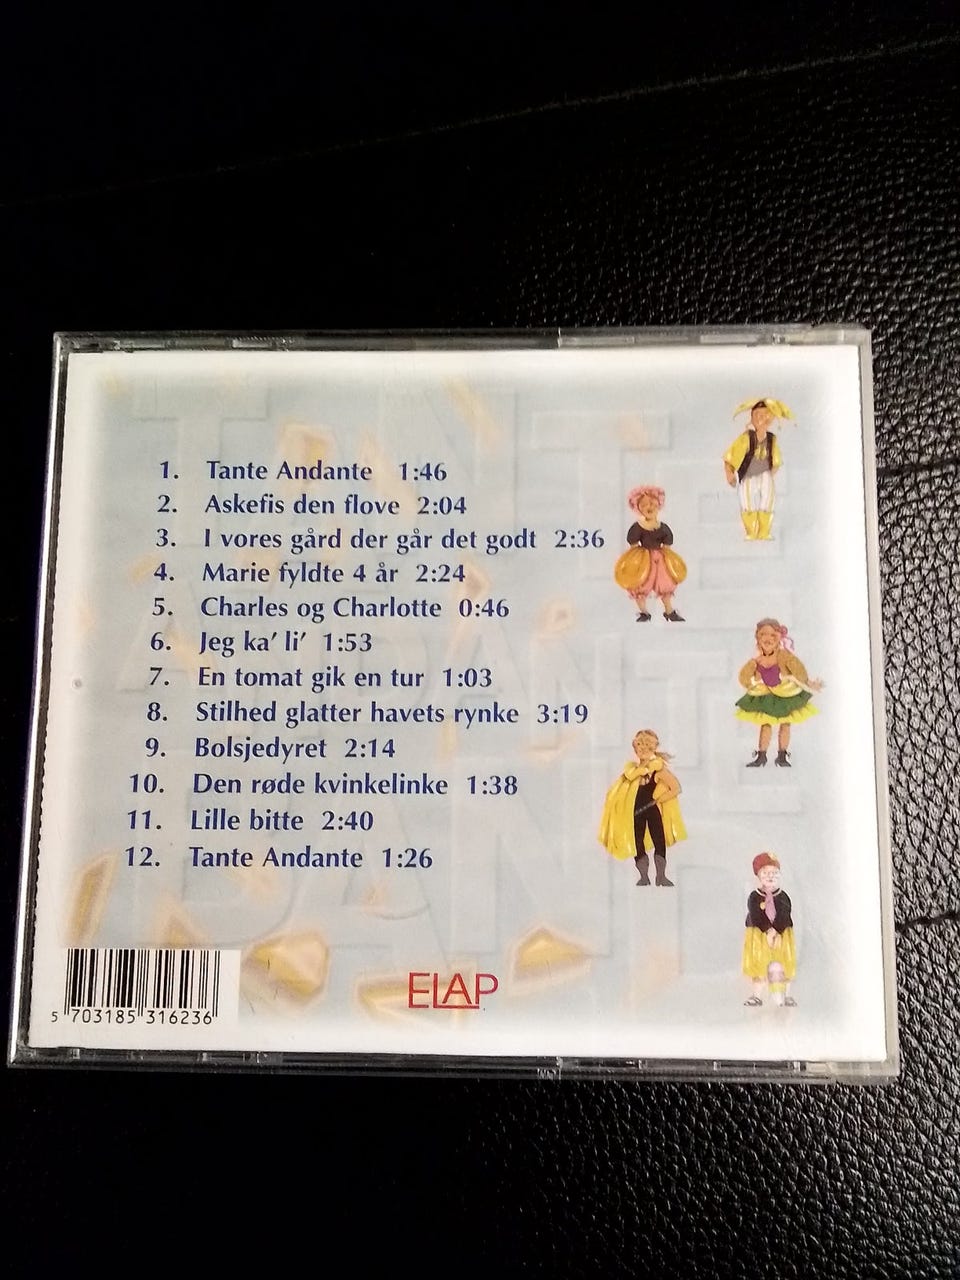 1. Tante Andante 1:46
2. Askefis den flove 2:04
3. I vores gård der går det godt 2:36
4. Marie fyldte 4 år 2:24
5. Charles og Charlotte 0:46
6. Jeg ka' li' 1:53
7. En tomat gik en tur 1:03
8. Stilhed glatter havets rynke 3:19
9. Bolsjedyret 2:14
10. Den røde kvinkelinke 1:38
11. Lille bitte 2:40
12. Tante Andante 1:26
ELAP
5 703185 316236